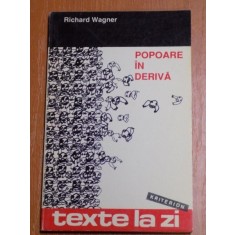 Richard Wagner
POPOARE
ÎN
DERIVĂ
KRITERION
texte la zi